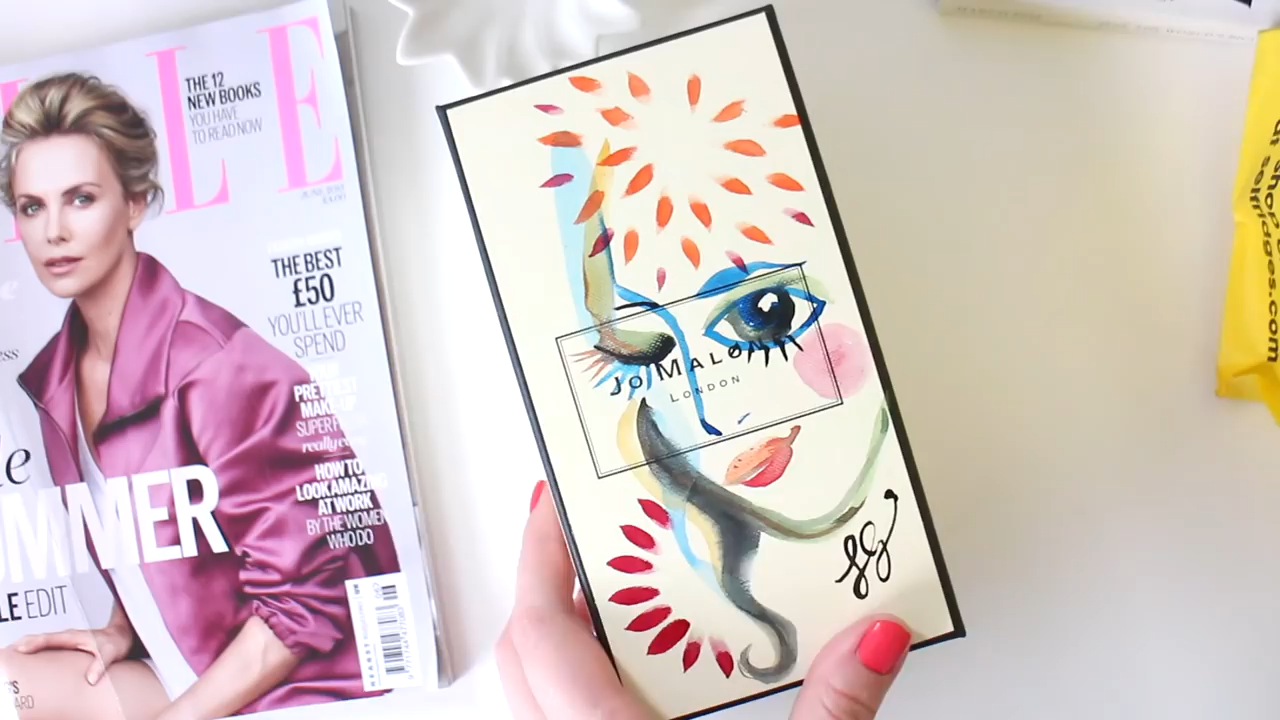 ELLE
THE 12
NEW BOOKS
YOU HAVE
TO READ NOW
THE BEST
£50
YOU'LL EVER
SPEND
PRETTIEST
MAKE-UP
really
HOW TO
LOOK AMAZING
AT WORK
BY THE WOMEN
WHO DO
UMMER
LE EDIT
JO MALONE
LONDON
selfridges.com